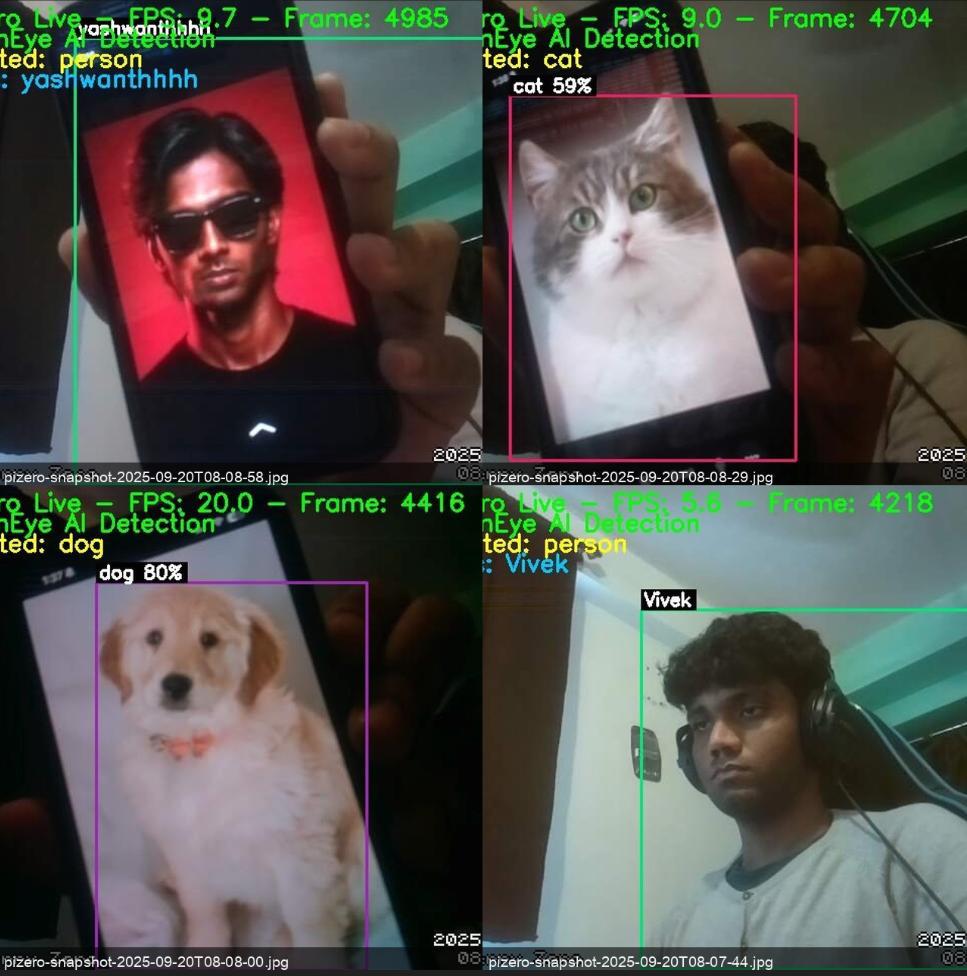 ro Live - FPS: 9.7 - Frame: 4985
nEye AI Detection
ted: person
: yashwanthhhh
2025
08
pizero-snapshot-2025-09-20T08-08-58.jpg
ro Live - FPS: 9.0 - Frame: 4704
nEye AI Detection
ted: cat
cat 59%
2025
08
pizero-snapshot-2025-09-20T08-08-29.jpg
ro Live - FPS: 20.0 - Frame: 4416
nEye AI Detection
ted: dog
dog 80%
2025
08
pizero-snapshot-2025-09-20T08-08-00.jpg
ro Live - FPS: 5.6 - Frame: 4218
nEye AI Detection
ted: person
: Vivek
Vivek
2025
08
pizero-snapshot-2025-09-20T08-07-44.jpg